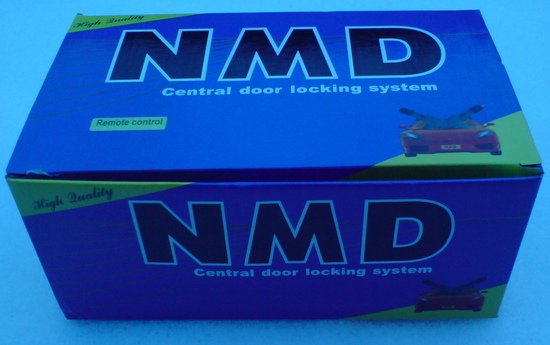 High Quality
NMD
Central door locking system
Remote control
High Quality
NMD
Central door locking system